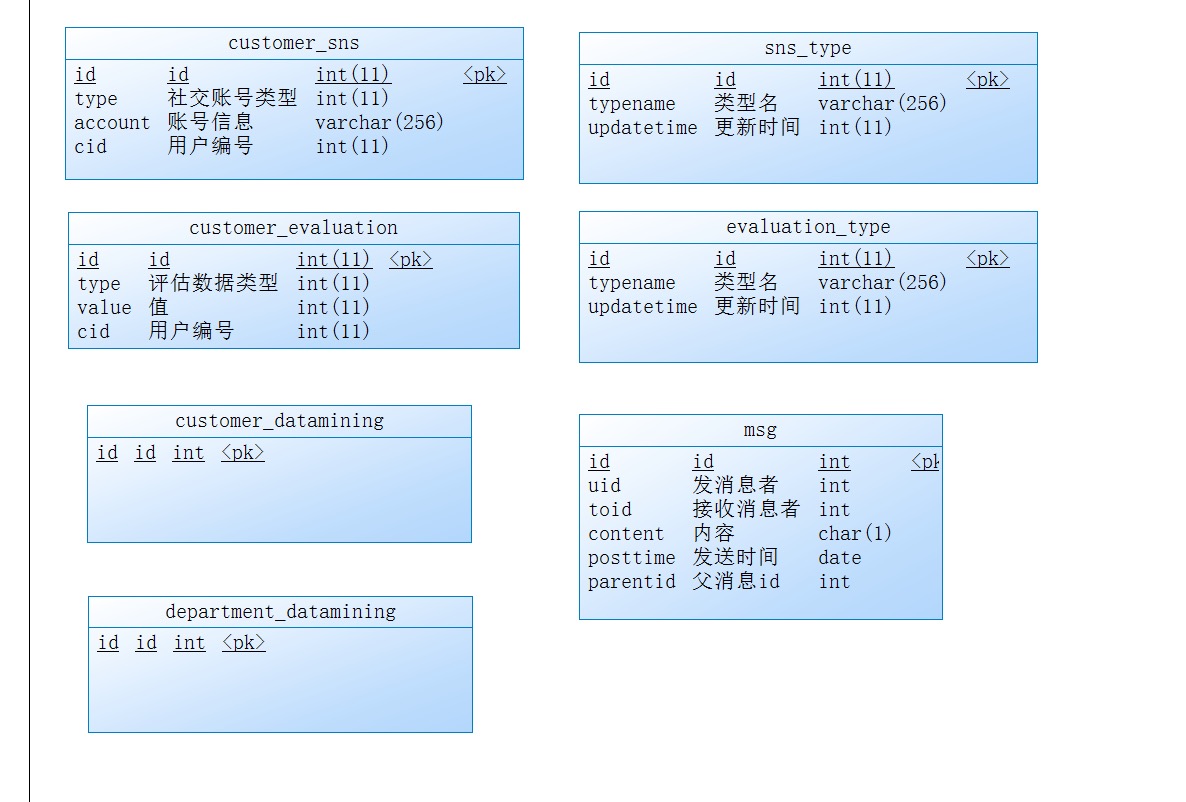 customer_sns
id id int(11) <pk>
type 社交账号类型 int(11)
account 账号信息 varchar(256)
cid 用户编号 int(11)
sns_type
id id int(11) <pk>
typename 类型名 varchar(256)
updatetime 更新时间 int(11)
customer_evaluation
id id int(11) <pk>
type 评估数据类型 int(11)
value 值 int(11)
cid 用户编号 int(11)
evaluation_type
id id int(11) <pk>
typename 类型名 varchar(256)
updatetime 更新时间 int(11)
customer_datamining
id id int <pk>
msg
id id int <pk
uid 发消息者 int
toid 接收消息者 int
content 内容 char(1)
posttime 发送时间 date
parentid 父消息id int
department_datamining
id id int <pk>